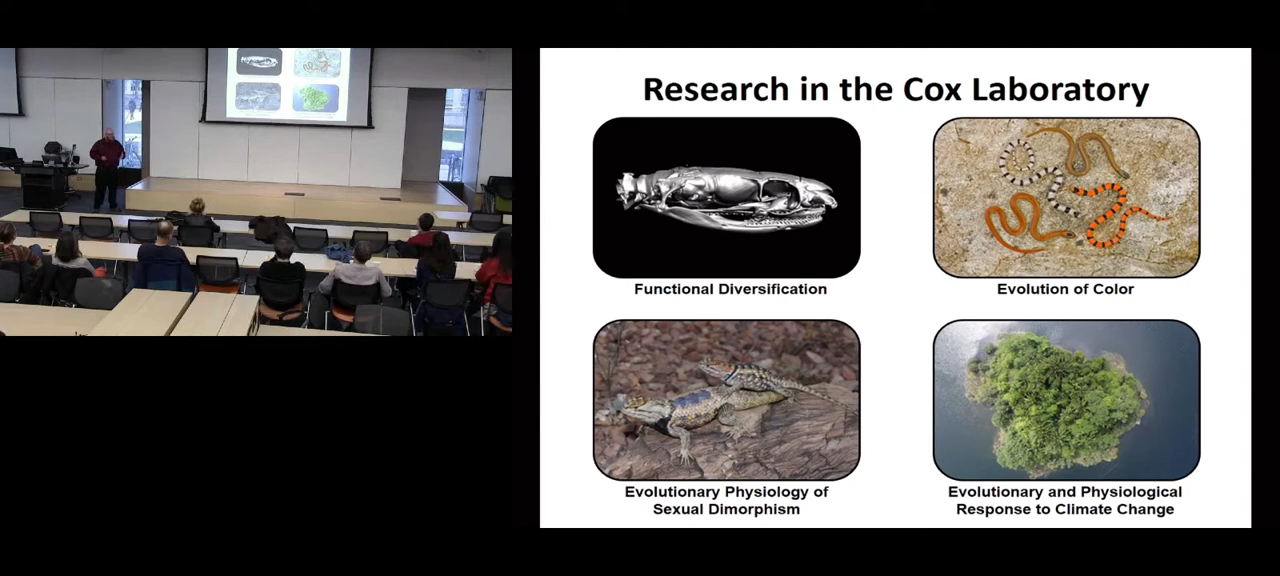 Research in the Cox Laboratory
Functional Diversification
Evolution of Color
Evolutionary Physiology of
Sexual Dimorphism
Evolutionary and Physiological
Response to Climate Change